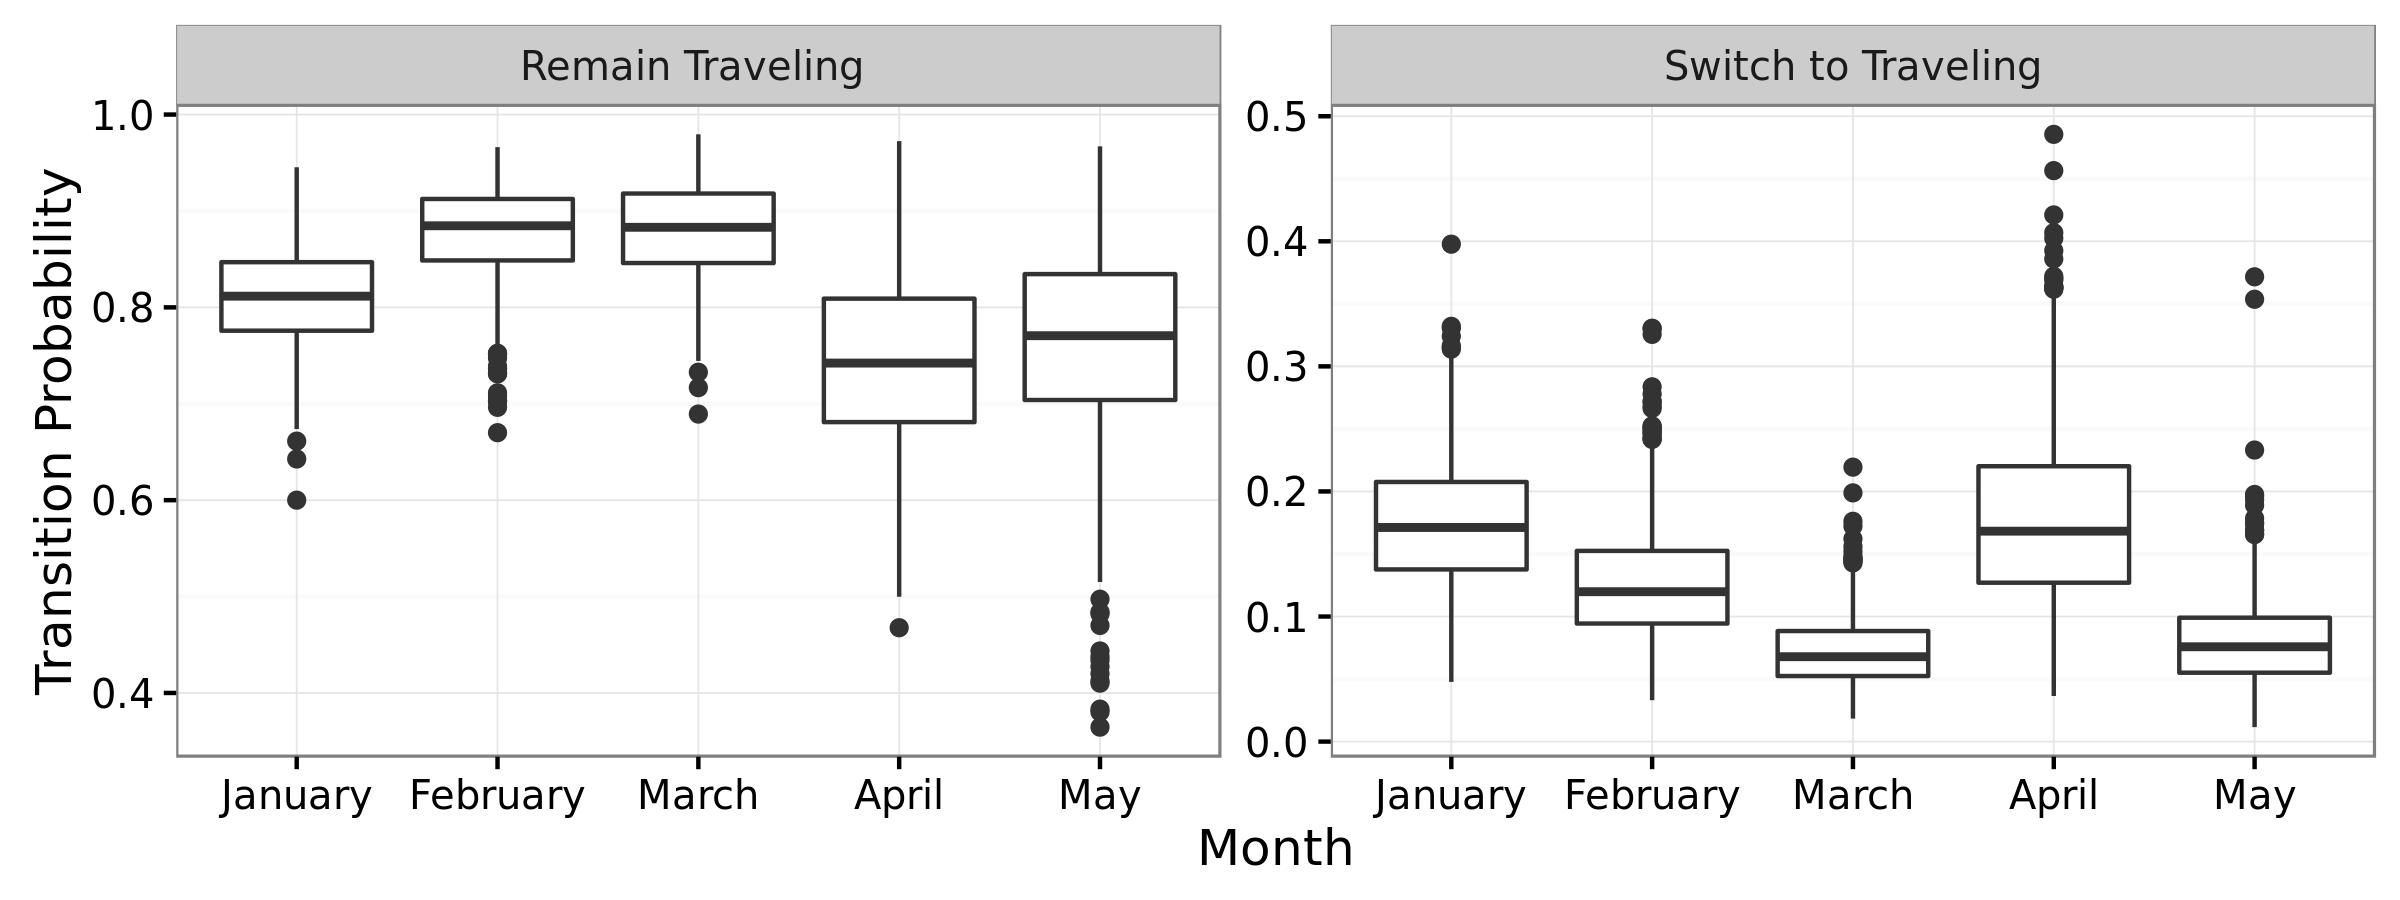 Remain Traveling
Switch to Traveling
Transition Probability
1.0
0.8
0.6
0.4
0.5
0.4
0.3
0.2
0.1
0.0
January February March April May
January February March April May
Month